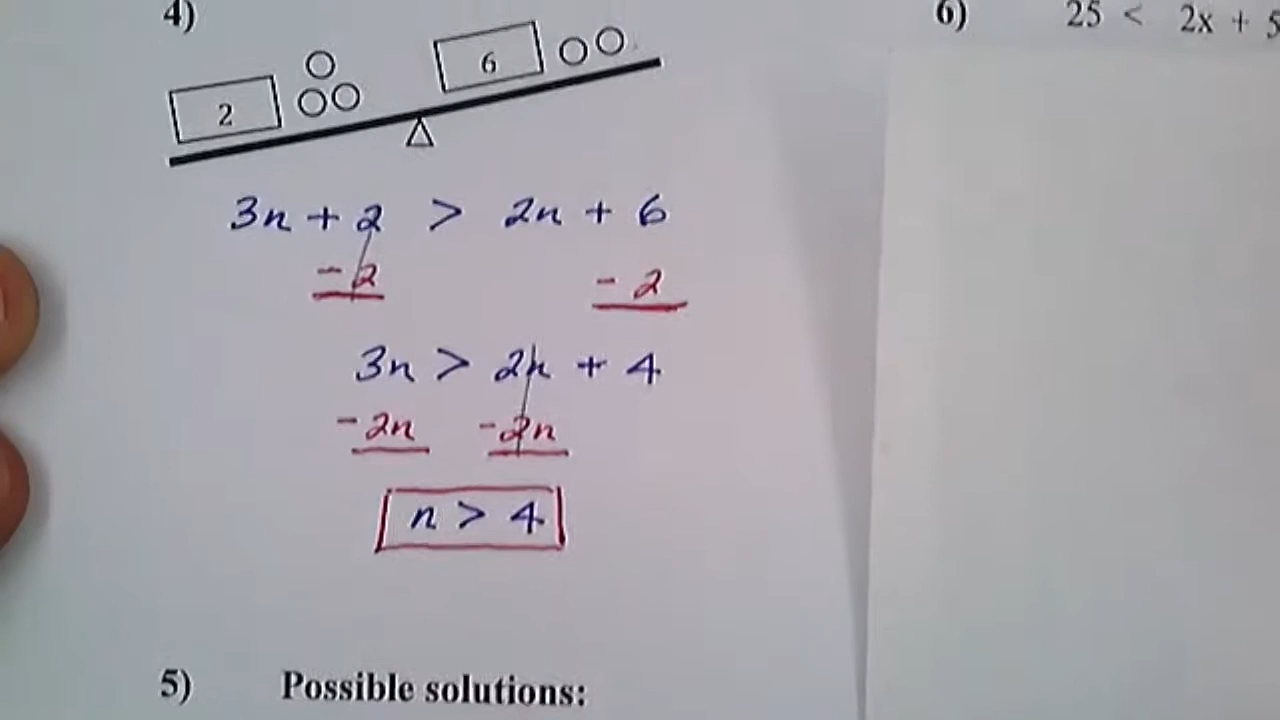 4)
2
6
3n + 2 > 2n + 6
- 2 - 2
3n > 2n + 4
- 2n - 2n
n > 4
5) Possible solutions:
6) 25 < 2x + 5